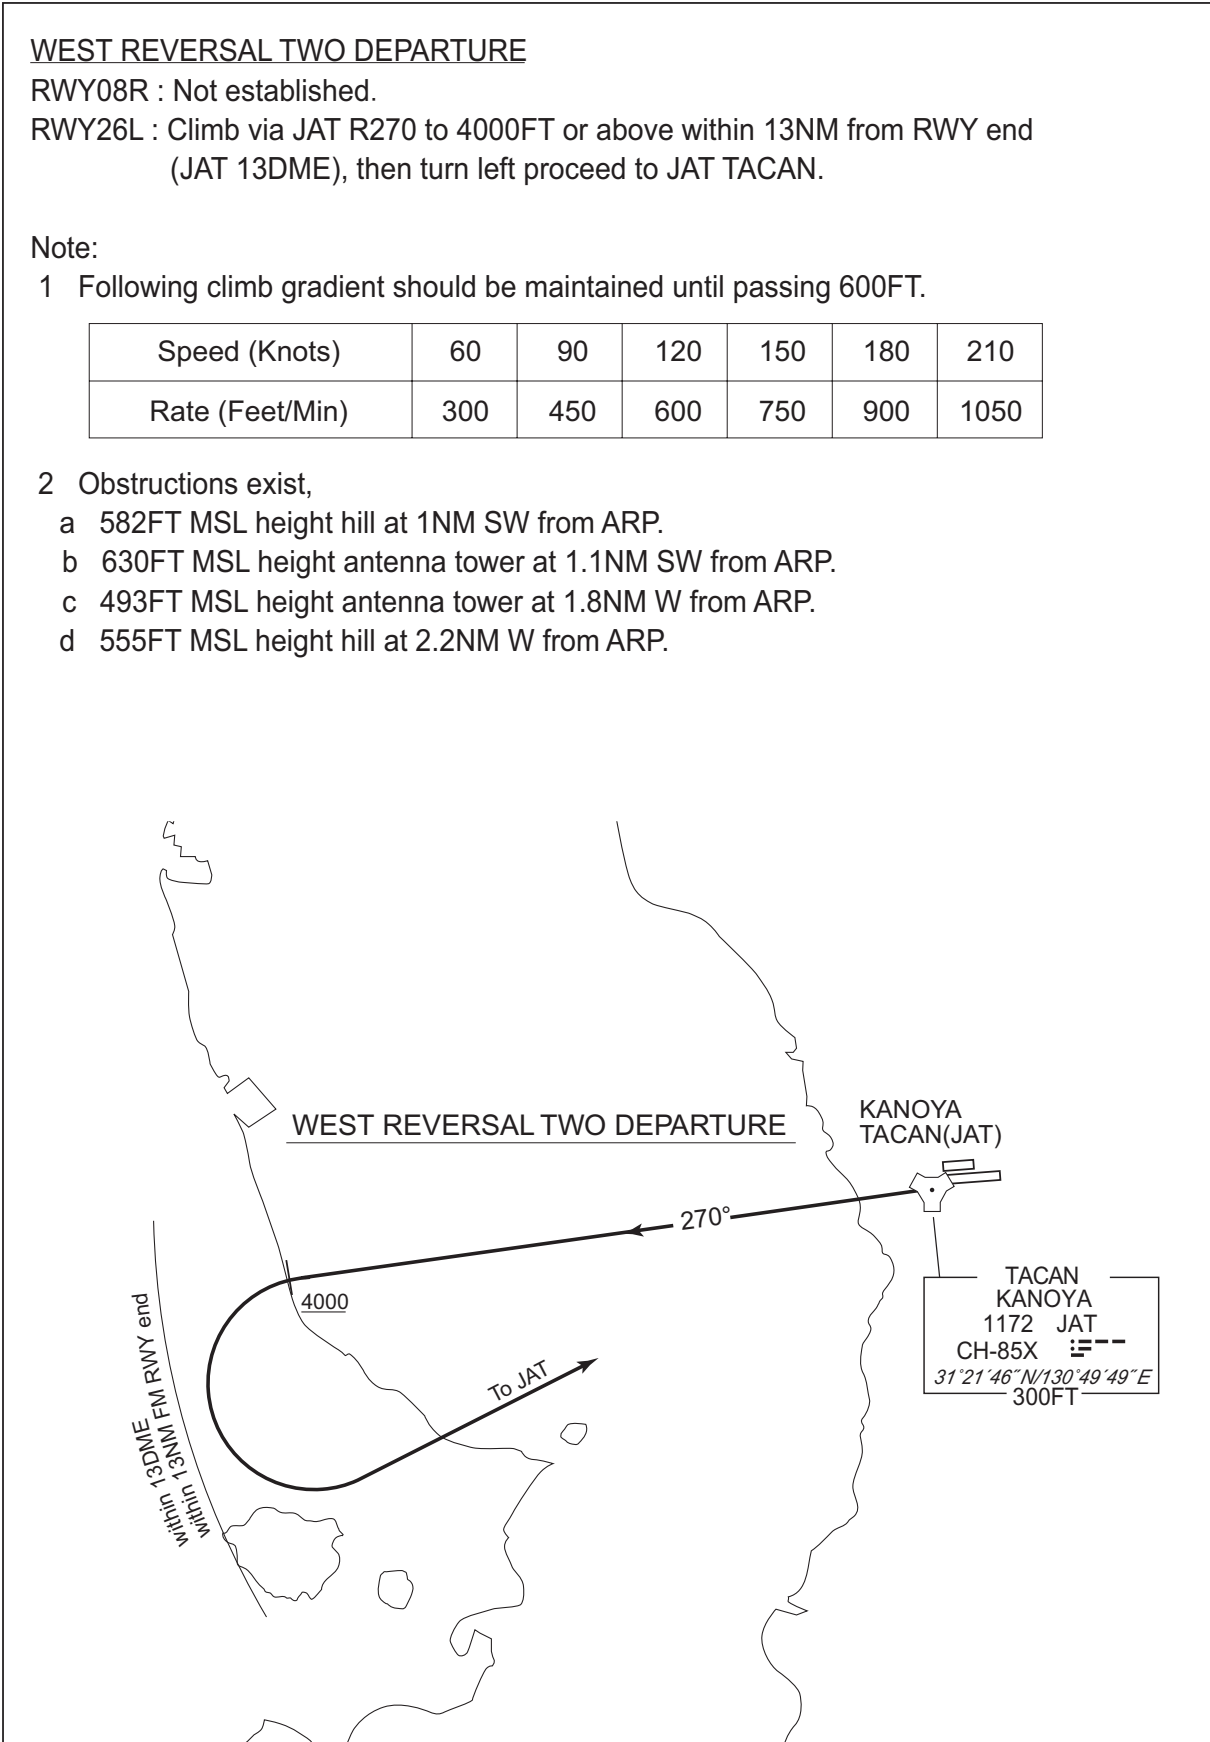 WEST REVERSAL TWO DEPARTURE
RWY08R : Not established.
RWY26L : Climb via JAT R270 to 4000FT or above within 13NM from RWY end
(JAT 13DME), then turn left proceed to JAT TACAN.
Note:
1 Following climb gradient should be maintained until passing 600FT.
Speed (Knots) 60 90 120 150 180 210
Rate (Feet/Min) 300 450 600 750 900 1050
2 Obstructions exist,
a 582FT MSL height hill at 1NM SW from ARP.
b 630FT MSL height antenna tower at 1.1NM SW from ARP.
c 493FT MSL height antenna tower at 1.8NM W from ARP.
d 555FT MSL height hill at 2.2NM W from ARP.
WEST REVERSAL TWO DEPARTURE
KANOYA
TACAN(JAT)
270°
4000
To JAT
within 13DME
within 13NM FM RWY end
TACAN
KANOYA
1172 JAT
CH-85X
31°21´46˝N/130°49´49˝E
300FT